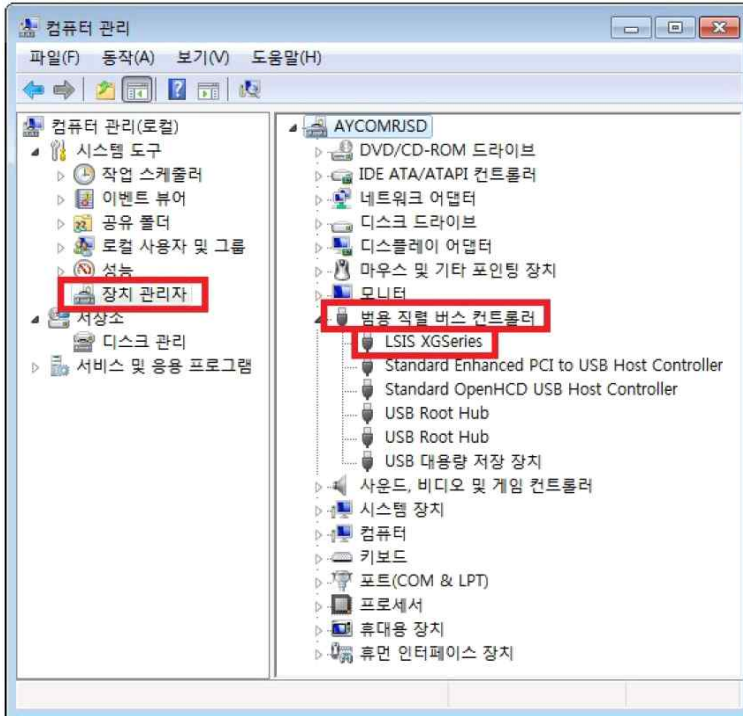 컴퓨터 관리
파일(F) 동작(A) 보기(V) 도움말(H)
컴퓨터 관리(로컬)
시스템 도구
작업 스케줄러
이벤트 뷰어
공유 폴더
로컬 사용자 및 그룹
성능
장치 관리자
저장소
디스크 관리
서비스 및 응용 프로그램
AYCOMRJSD
DVD/CD-ROM 드라이브
IDE ATA/ATAPI 컨트롤러
네트워크 어댑터
디스크 드라이브
디스플레이 어댑터
마우스 및 기타 포인팅 장치
모니터
범용 직렬 버스 컨트롤러
LSIS XGSeries
Standard Enhanced PCI to USB Host Controller
Standard OpenHCD USB Host Controller
USB Root Hub
USB Root Hub
USB 대용량 저장 장치
사운드, 비디오 및 게임 컨트롤러
시스템 장치
컴퓨터
키보드
포트(COM & LPT)
프로세서
휴대용 장치
휴먼 인터페이스 장치